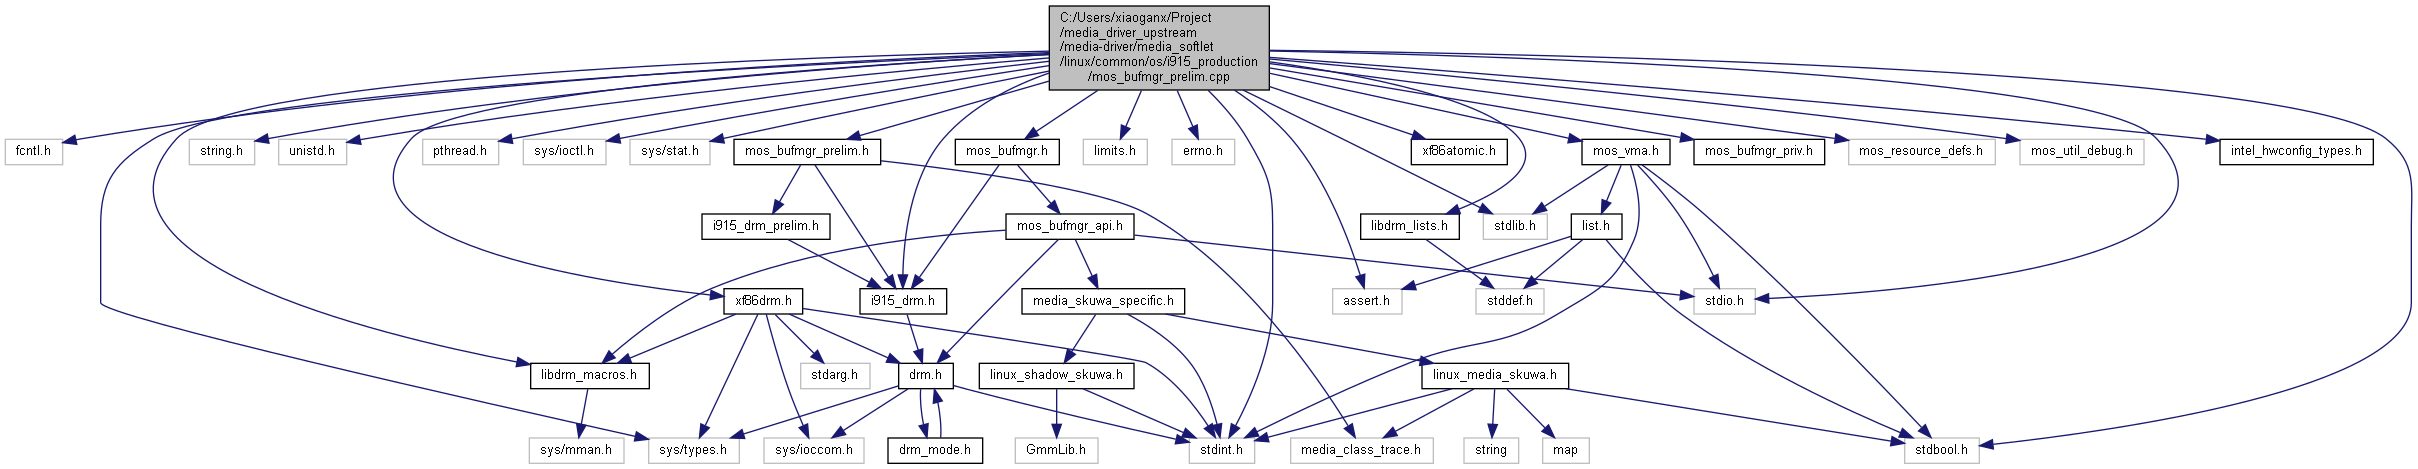 C:/Users/xiaoganx/Project
/media_driver_upstream
/media-driver/media_softlet
/linux/common/os/i915_production
/mos_bufmgr_prelim.cpp
fcntl.h
string.h
unistd.h
pthread.h
sys/ioctl.h
sys/stat.h
mos_bufmgr_prelim.h
mos_bufmgr.h
limits.h
errno.h
xf86atomic.h
mos_vma.h
mos_bufmgr_priv.h
mos_resource_defs.h
mos_util_debug.h
intel_hwconfig_types.h
i915_drm_prelim.h
mos_bufmgr_api.h
libdrm_lists.h
stdlib.h
list.h
xf86drm.h
i915_drm.h
media_skuwa_specific.h
assert.h
stddef.h
stdio.h
libdrm_macros.h
stdarg.h
drm.h
linux_shadow_skuwa.h
linux_media_skuwa.h
sys/mman.h
sys/types.h
sys/ioccom.h
drm_mode.h
GmmLib.h
stdint.h
media_class_trace.h
string
map
stdbool.h